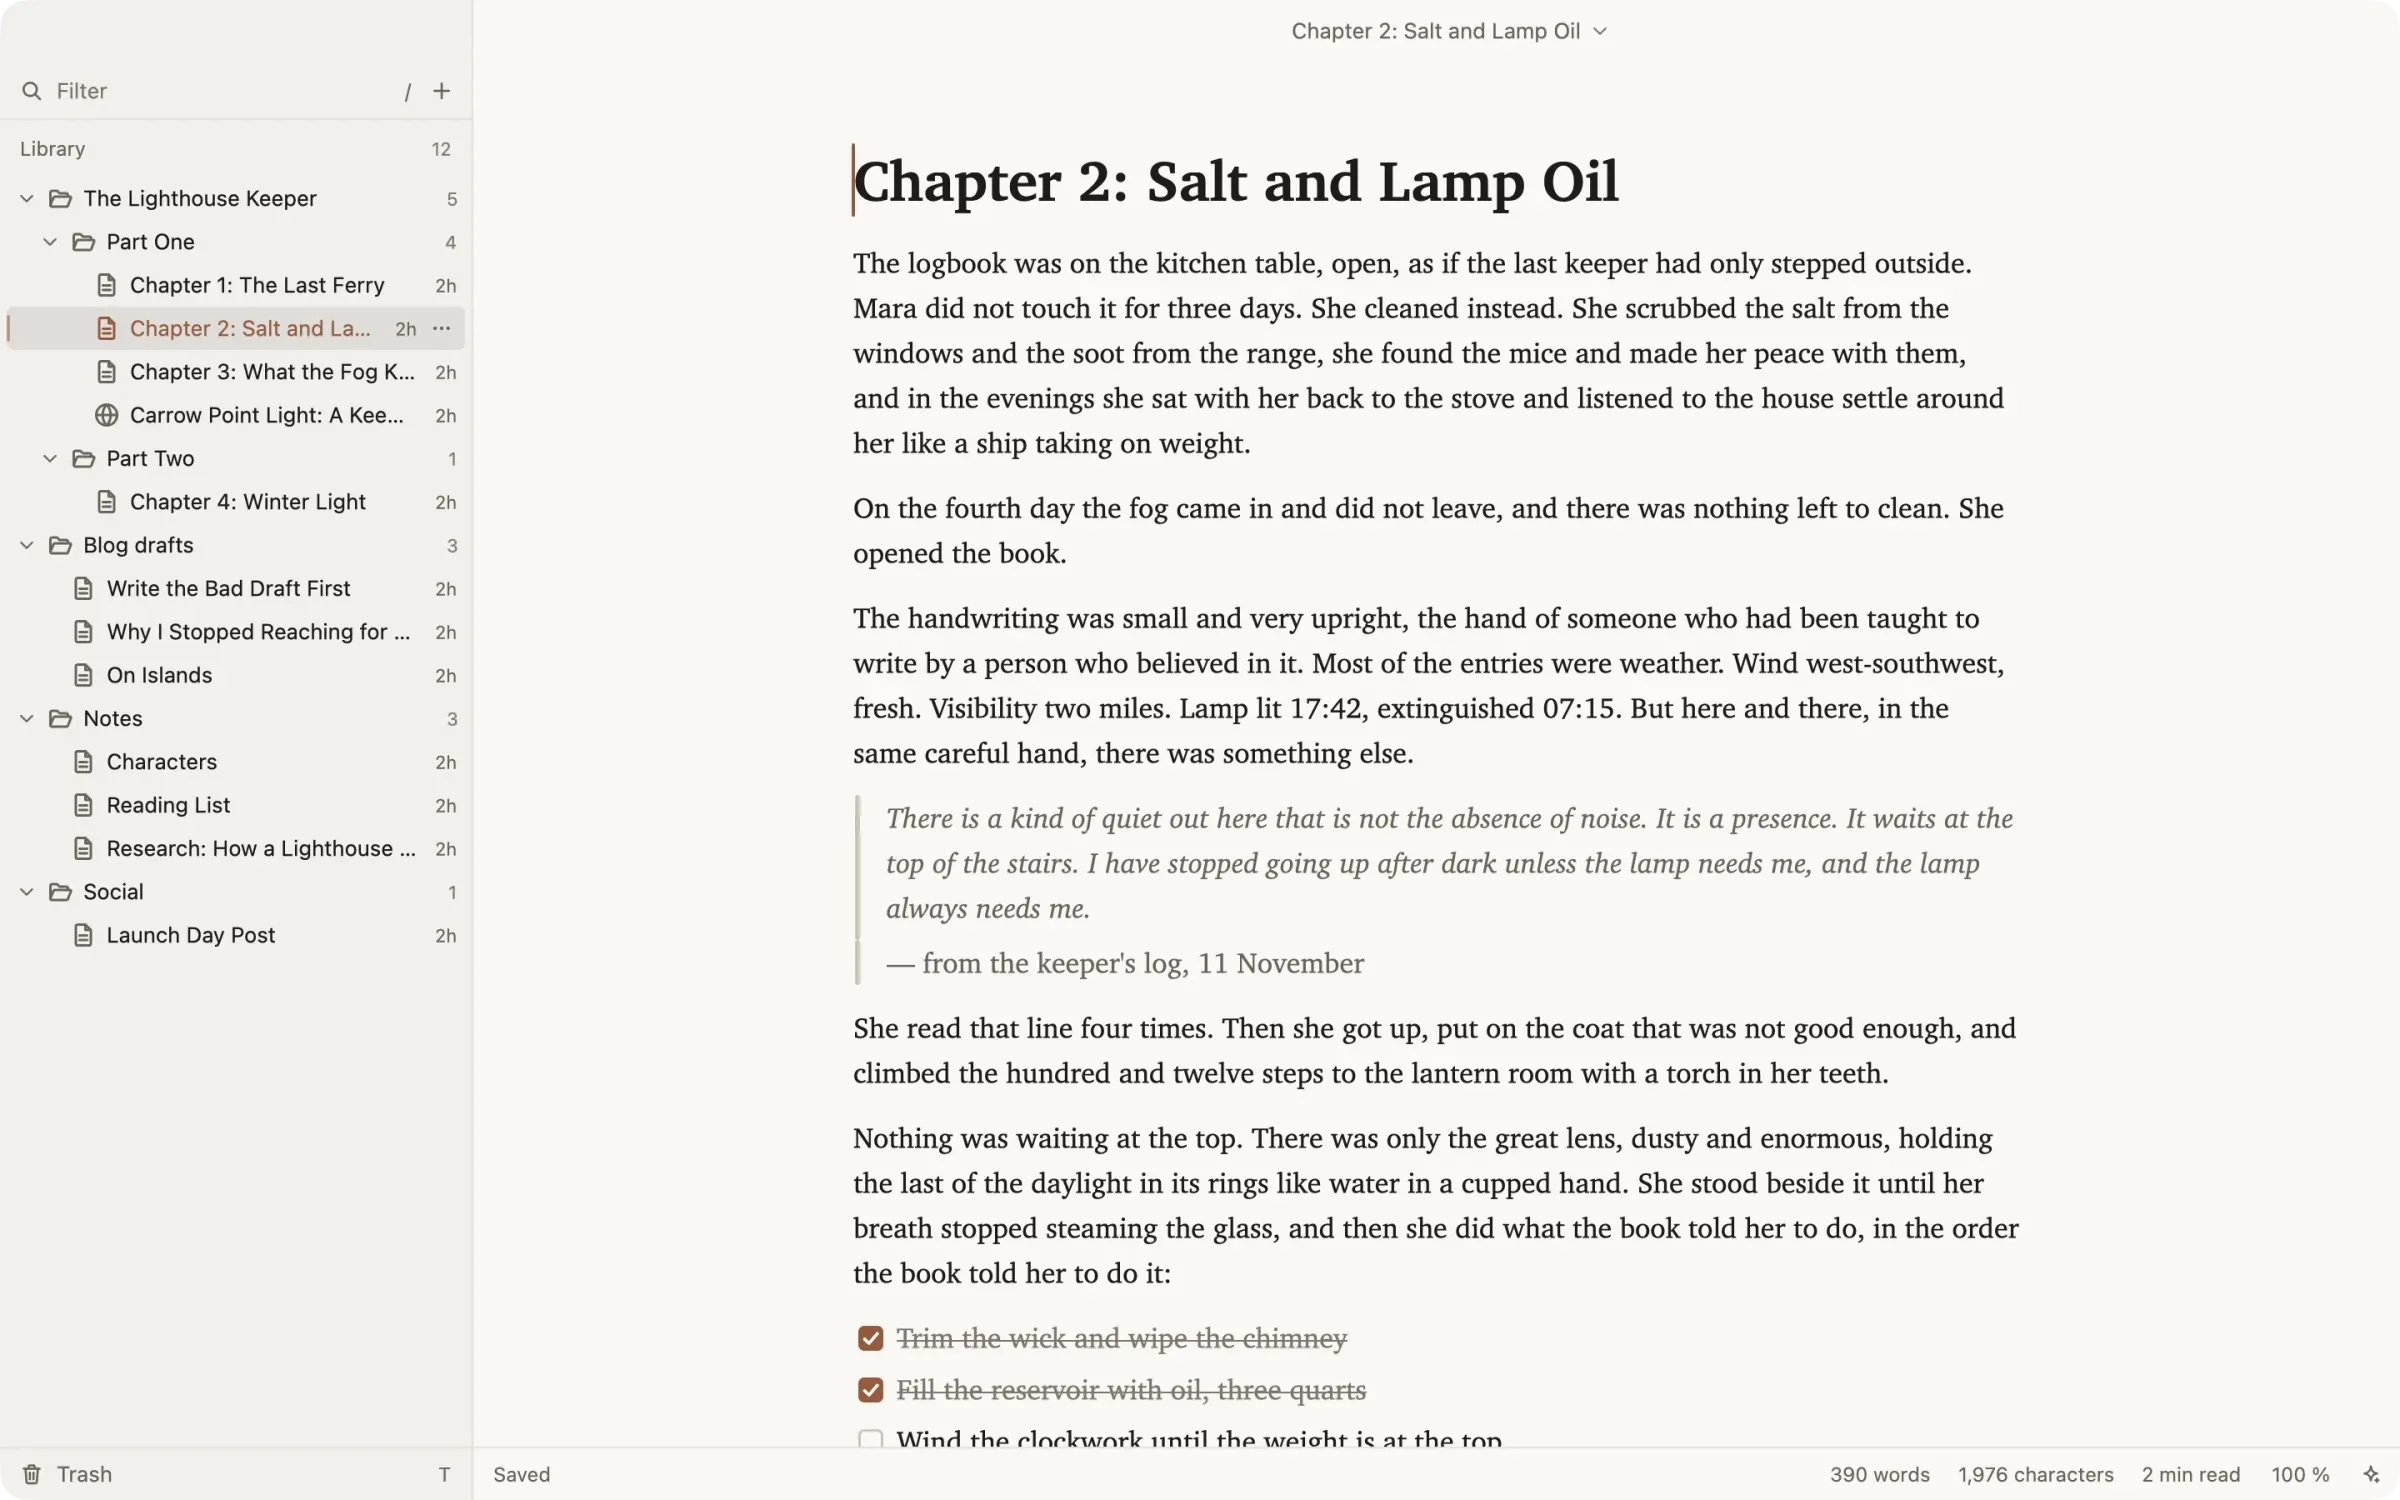 Filter / +
Library 12
The Lighthouse Keeper 5
Part One 4
Chapter 1: The Last Ferry 2h
Chapter 2: Salt and La... 2h ...
Chapter 3: What the Fog K... 2h
Carrow Point Light: A Kee... 2h
Part Two 1
Chapter 4: Winter Light 2h
Blog drafts 3
Write the Bad Draft First 2h
Why I Stopped Reaching for ... 2h
On Islands 2h
Notes 3
Characters 2h
Reading List 2h
Research: How a Lighthouse ... 2h
Social 1
Launch Day Post 2h
Trash T
Chapter 2: Salt and Lamp Oil
Chapter 2: Salt and Lamp Oil
The logbook was on the kitchen table, open, as if the last keeper had only stepped outside.
Mara did not touch it for three days. She cleaned instead. She scrubbed the salt from the
windows and the soot from the range, she found the mice and made her peace with them,
and in the evenings she sat with her back to the stove and listened to the house settle around
her like a ship taking on weight.
On the fourth day the fog came in and did not leave, and there was nothing left to clean. She
opened the book.
The handwriting was small and very upright, the hand of someone who had been taught to
write by a person who believed in it. Most of the entries were weather. Wind west-southwest,
fresh. Visibility two miles. Lamp lit 17:42, extinguished 07:15. But here and there, in the
same careful hand, there was something else.
There is a kind of quiet out here that is not the absence of noise. It is a presence. It waits at the
top of the stairs. I have stopped going up after dark unless the lamp needs me, and the lamp
always needs me.
— from the keeper's log, 11 November
She read that line four times. Then she got up, put on the coat that was not good enough, and
climbed the hundred and twelve steps to the lantern room with a torch in her teeth.
Nothing was waiting at the top. There was only the great lens, dusty and enormous, holding
the last of the daylight in its rings like water in a cupped hand. She stood beside it until her
breath stopped steaming the glass, and then she did what the book told her to do, in the order
the book told her to do it:
Trim the wick and wipe the chimney
Fill the reservoir with oil, three quarts
Wind the clockwork until the weight is at the top
Saved 390 words 1,976 characters 2 min read 100 %